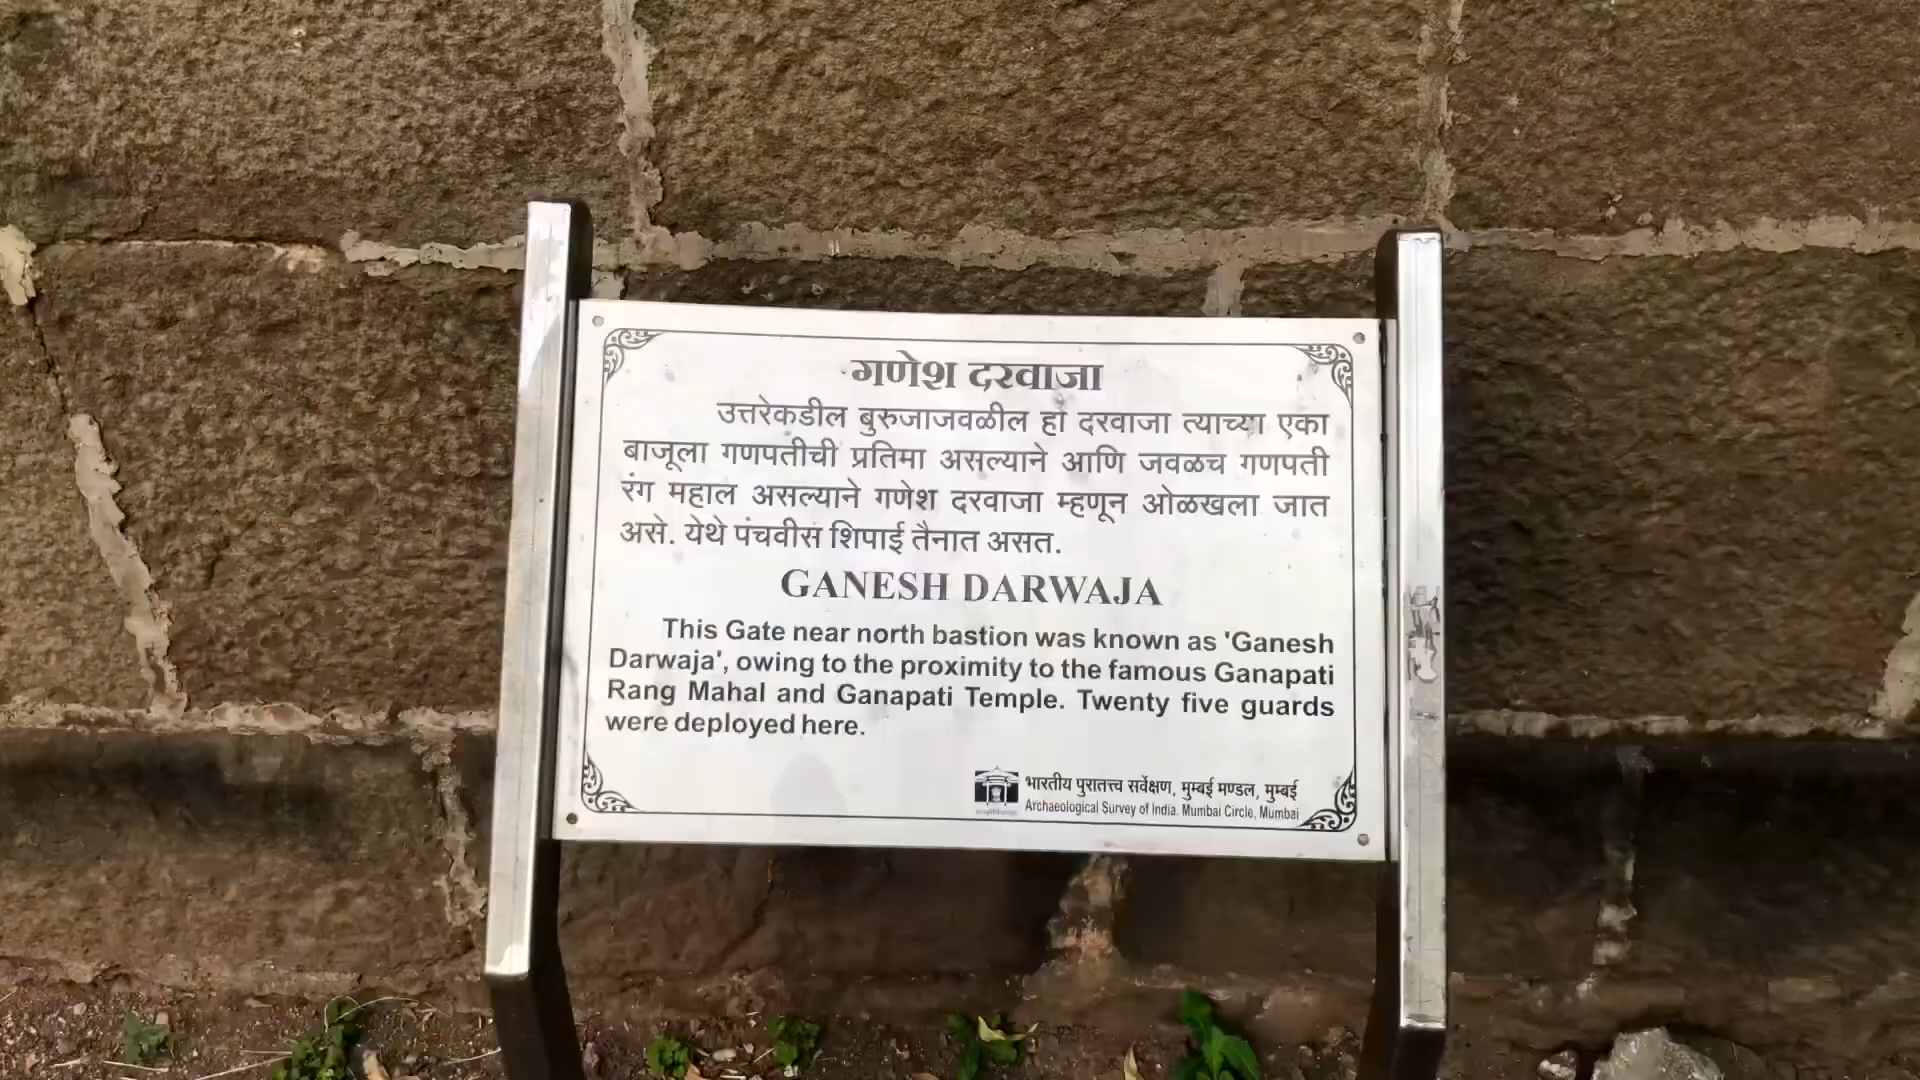 गणेश दरवाजा
उत्तरेकडील बुरुजाजवळील हा दरवाजा त्याच्या एका
बाजूला गणपतीची प्रतिमा असल्याने आणि जवळच गणपती
रंग महाल असल्याने गणेश दरवाजा म्हणून ओळखला जात
असे. येथे पंचवीस शिपाई तैनात असत.
GANESH DARWAJA
This Gate near north bastion was known as 'Ganesh
Darwaja', owing to the proximity to the famous Ganapati
Rang Mahal and Ganapati Temple. Twenty five guards
were deployed here.
भारतीय पुरातत्त्व सर्वेक्षण, मुम्बई मण्डल, मुम्बई
Archaeological Survey of India. Mumbai Circle, Mumbai